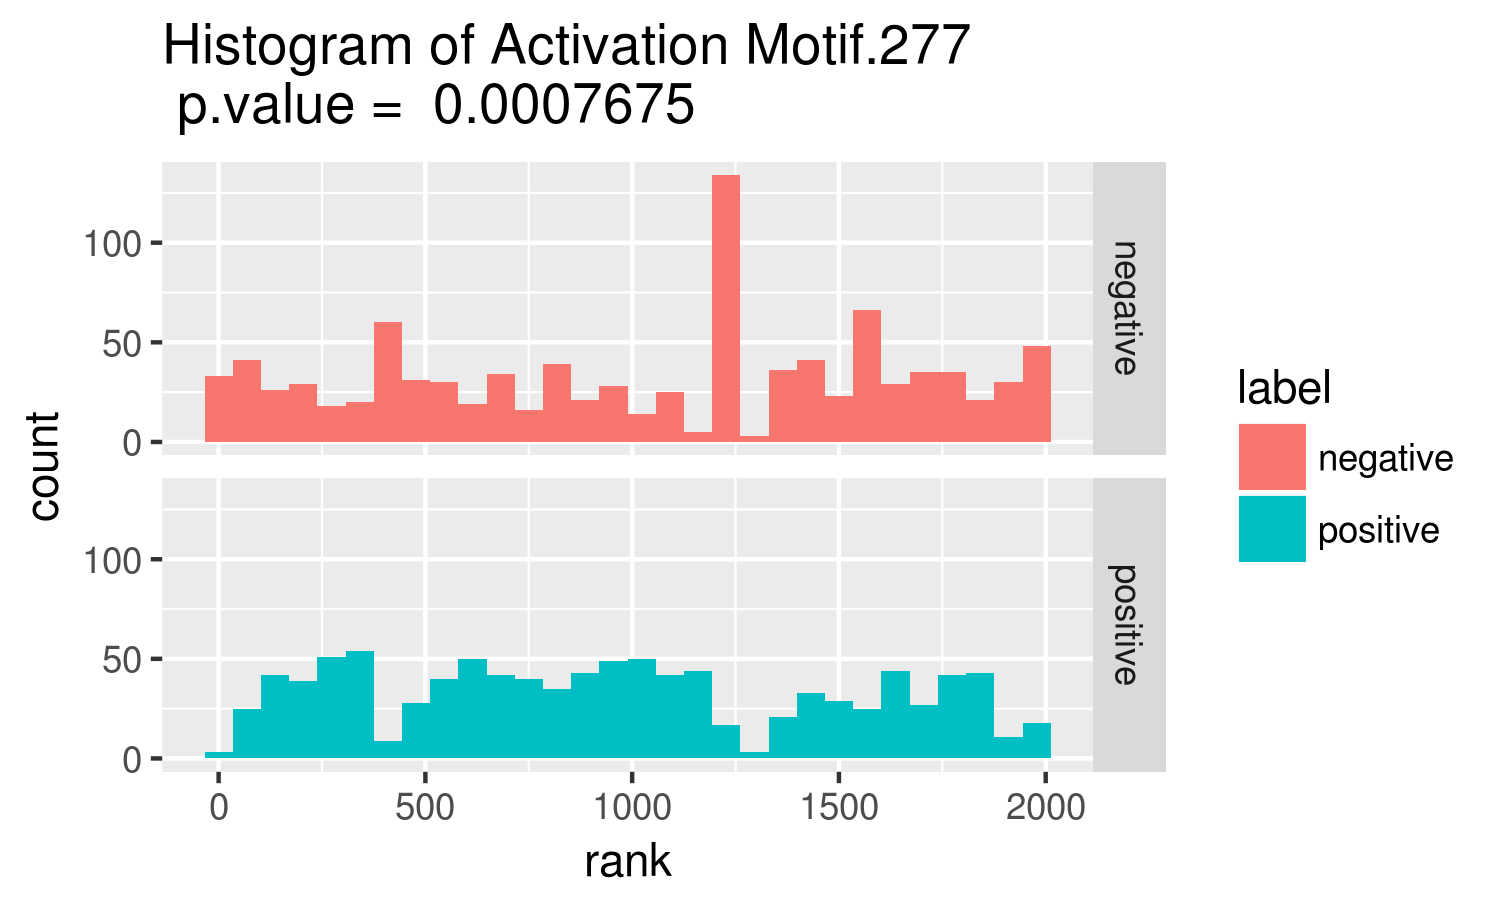 Histogram of Activation Motif.277
p.value =  0.0007675
count
100
50
0
negative
100
50
0
positive
0 500 1000 1500 2000
rank
label
negative
positive